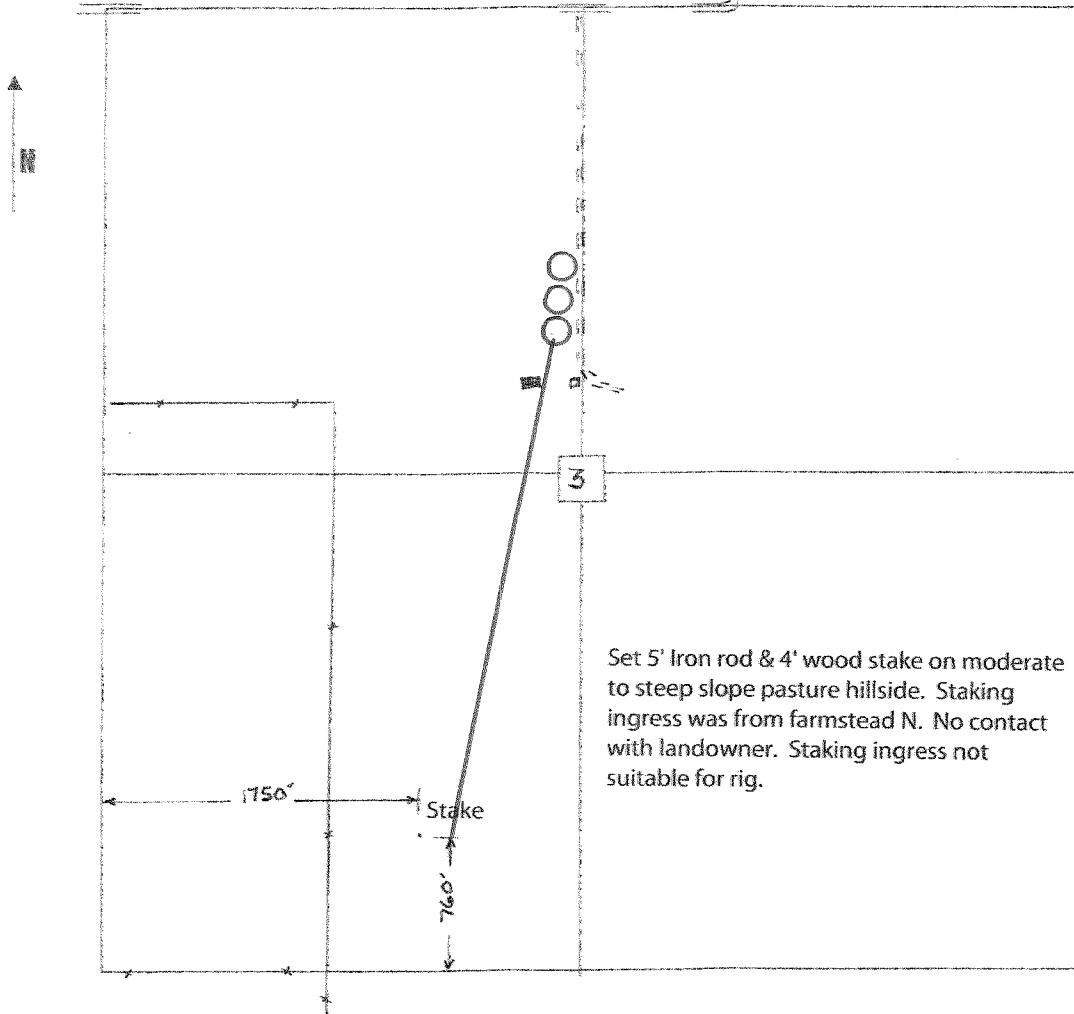 N
3
Set 5' Iron rod & 4' wood stake on moderate
to steep slope pasture hillside. Staking
ingress was from farmstead N. No contact
with landowner. Staking ingress not
suitable for rig.
1750'
Stake
760'